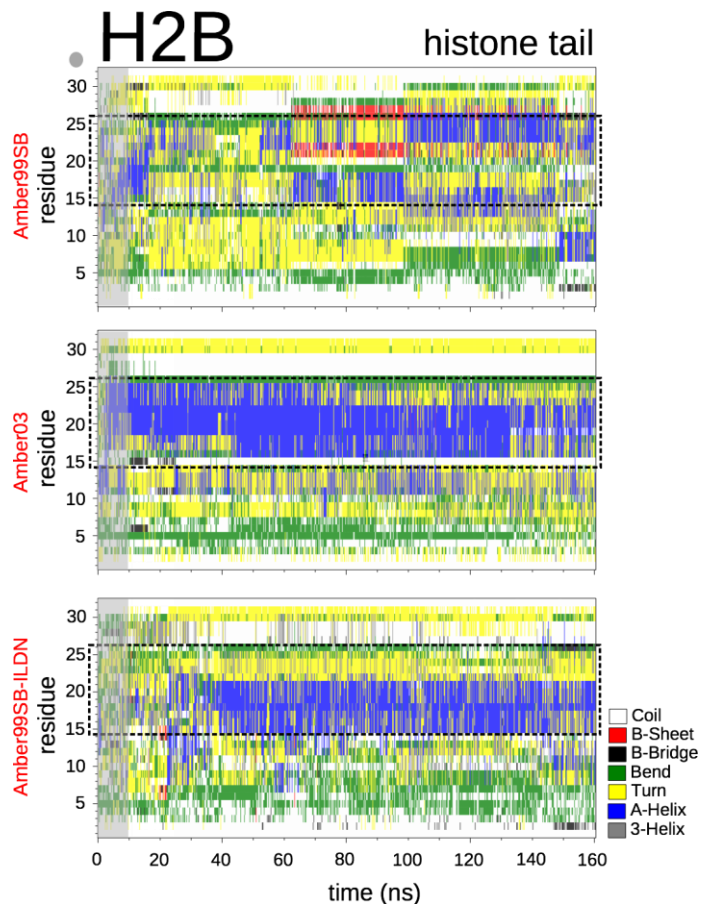 H2B
histone tail
Amber99SB
residue
30
25
20
15
10
5
Amber03
residue
30
25
20
15
10
5
Amber99SB-ILDN
residue
30
25
20
15
10
5
0 20 40 60 80 100 120 140 160
time (ns)
Coil
B-Sheet
B-Bridge
Bend
Turn
A-Helix
3-Helix